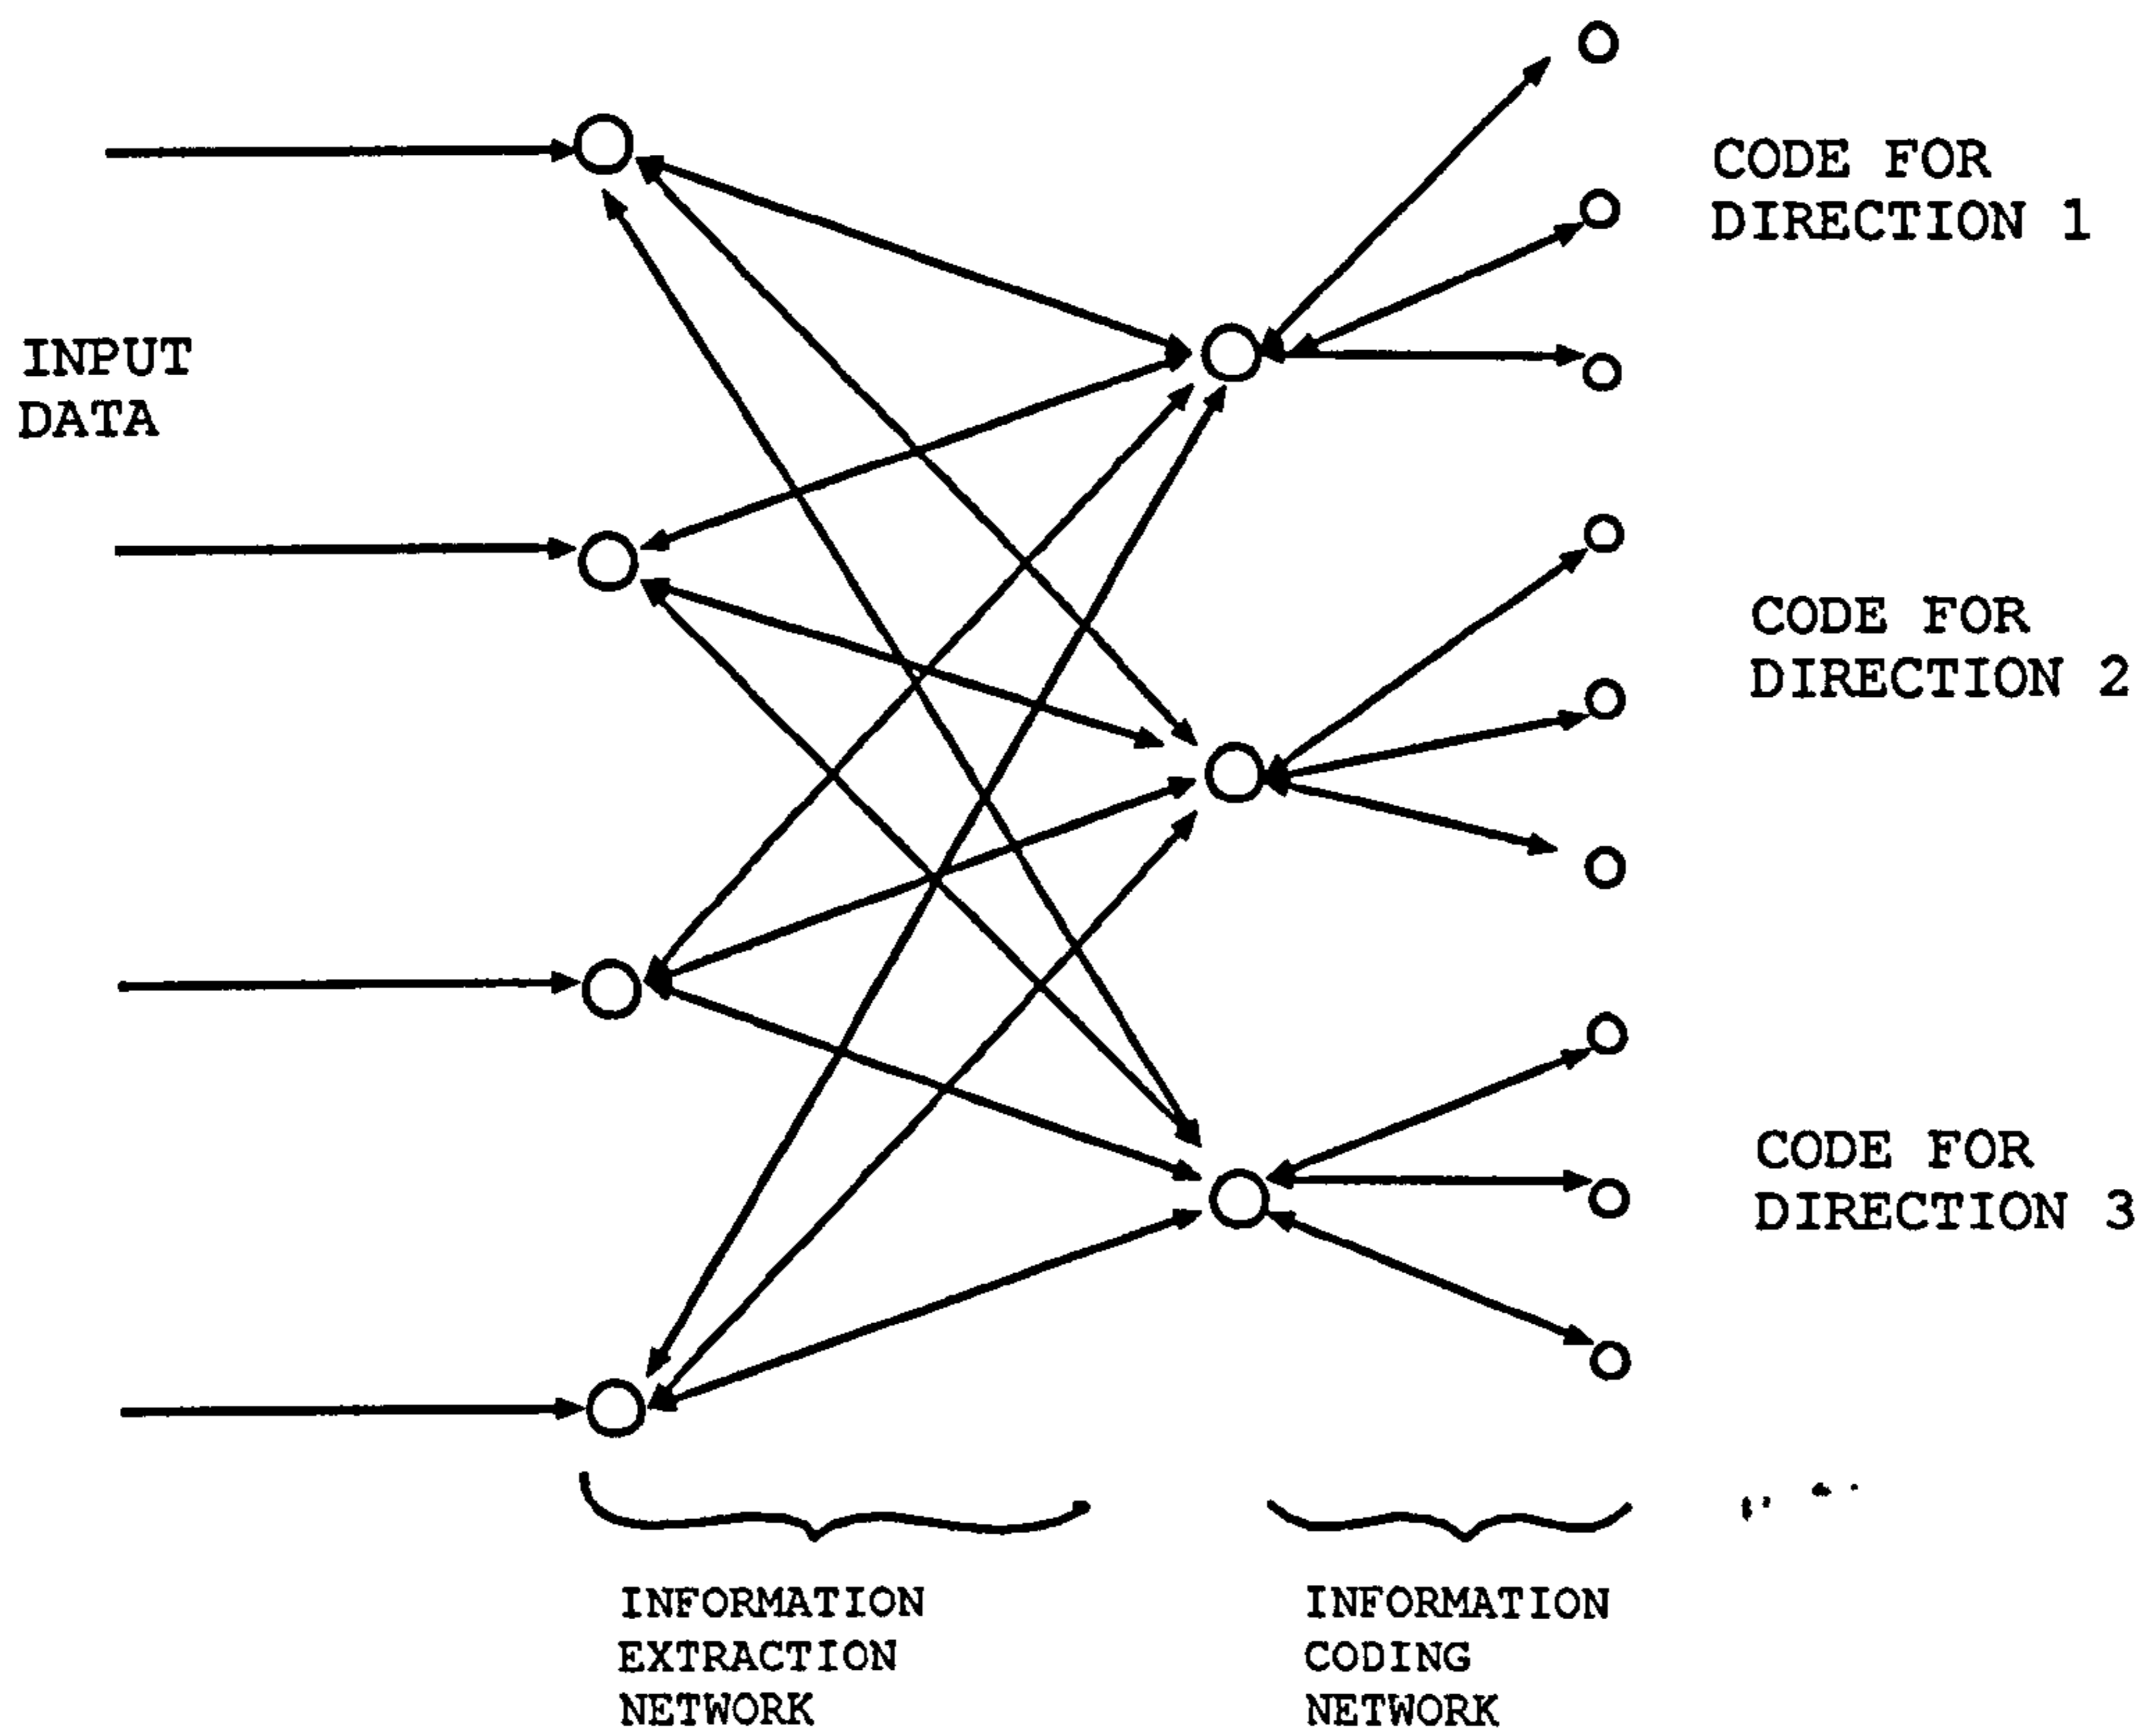 CODE FOR
DIRECTION 1
INPUT
DATA
CODE FOR
DIRECTION 2
CODE FOR
DIRECTION 3
INFORMATION
EXTRACTION
NETWORK
INFORMATION
CODING
NETWORK